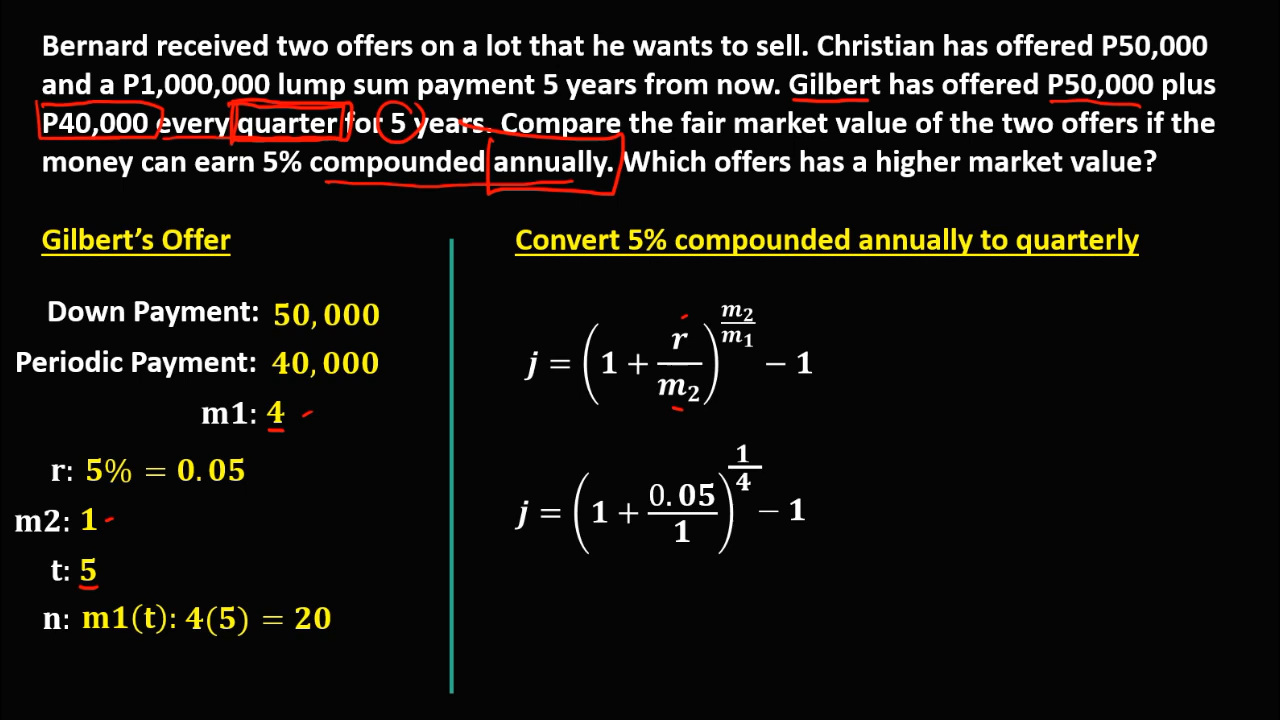 Bernard received two offers on a lot that he wants to sell. Christian has offered P50,000
and a P1,000,000 lump sum payment 5 years from now. Gilbert has offered P50,000 plus
P40,000 every quarter for 5 years. Compare the fair market value of the two offers if the
money can earn 5% compounded annually. Which offers has a higher market value?
Gilbert’s Offer
Down Payment: 50,000
Periodic Payment: 40,000
m1: 4
r: 5% = 0.05
m2: 1
t: 5
n: m1(t): 4(5) = 20
Convert 5% compounded annually to quarterly
j = (1 + r/m₂)^(m₂/m₁) − 1
j = (1 + 0.05/1)^(1/4) − 1